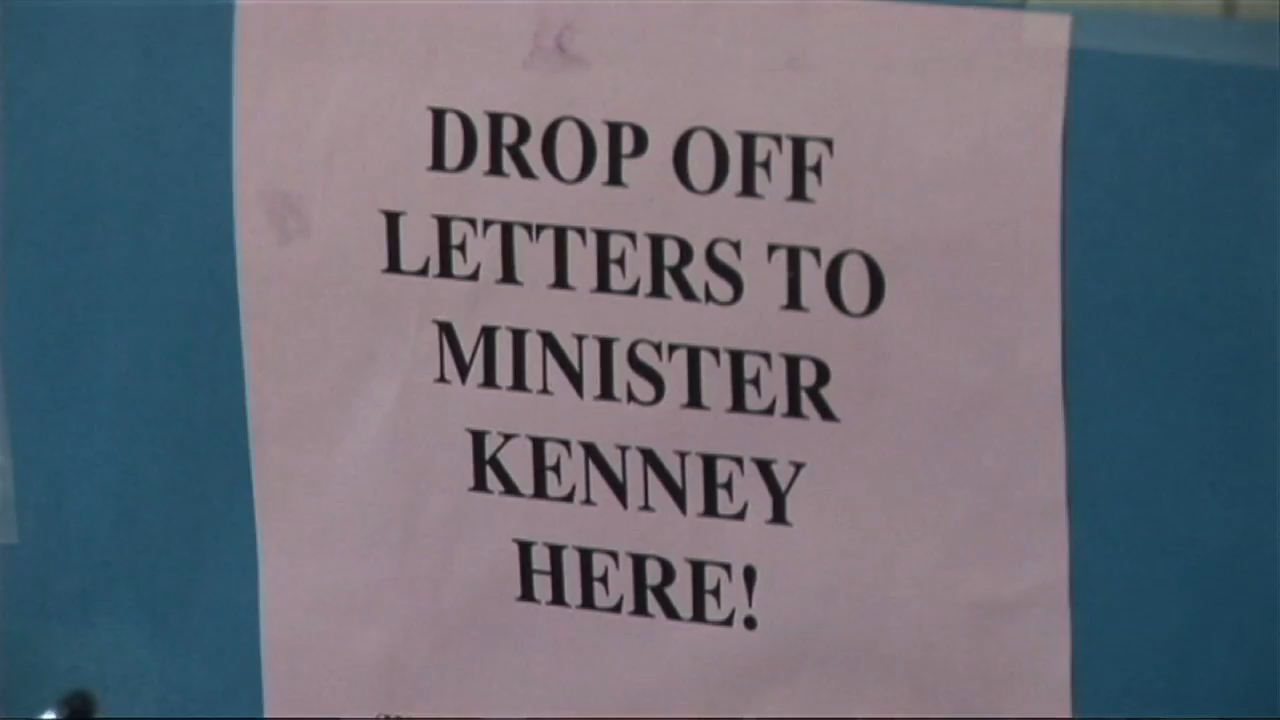 DROP OFF
LETTERS TO
MINISTER
KENNEY
HERE!